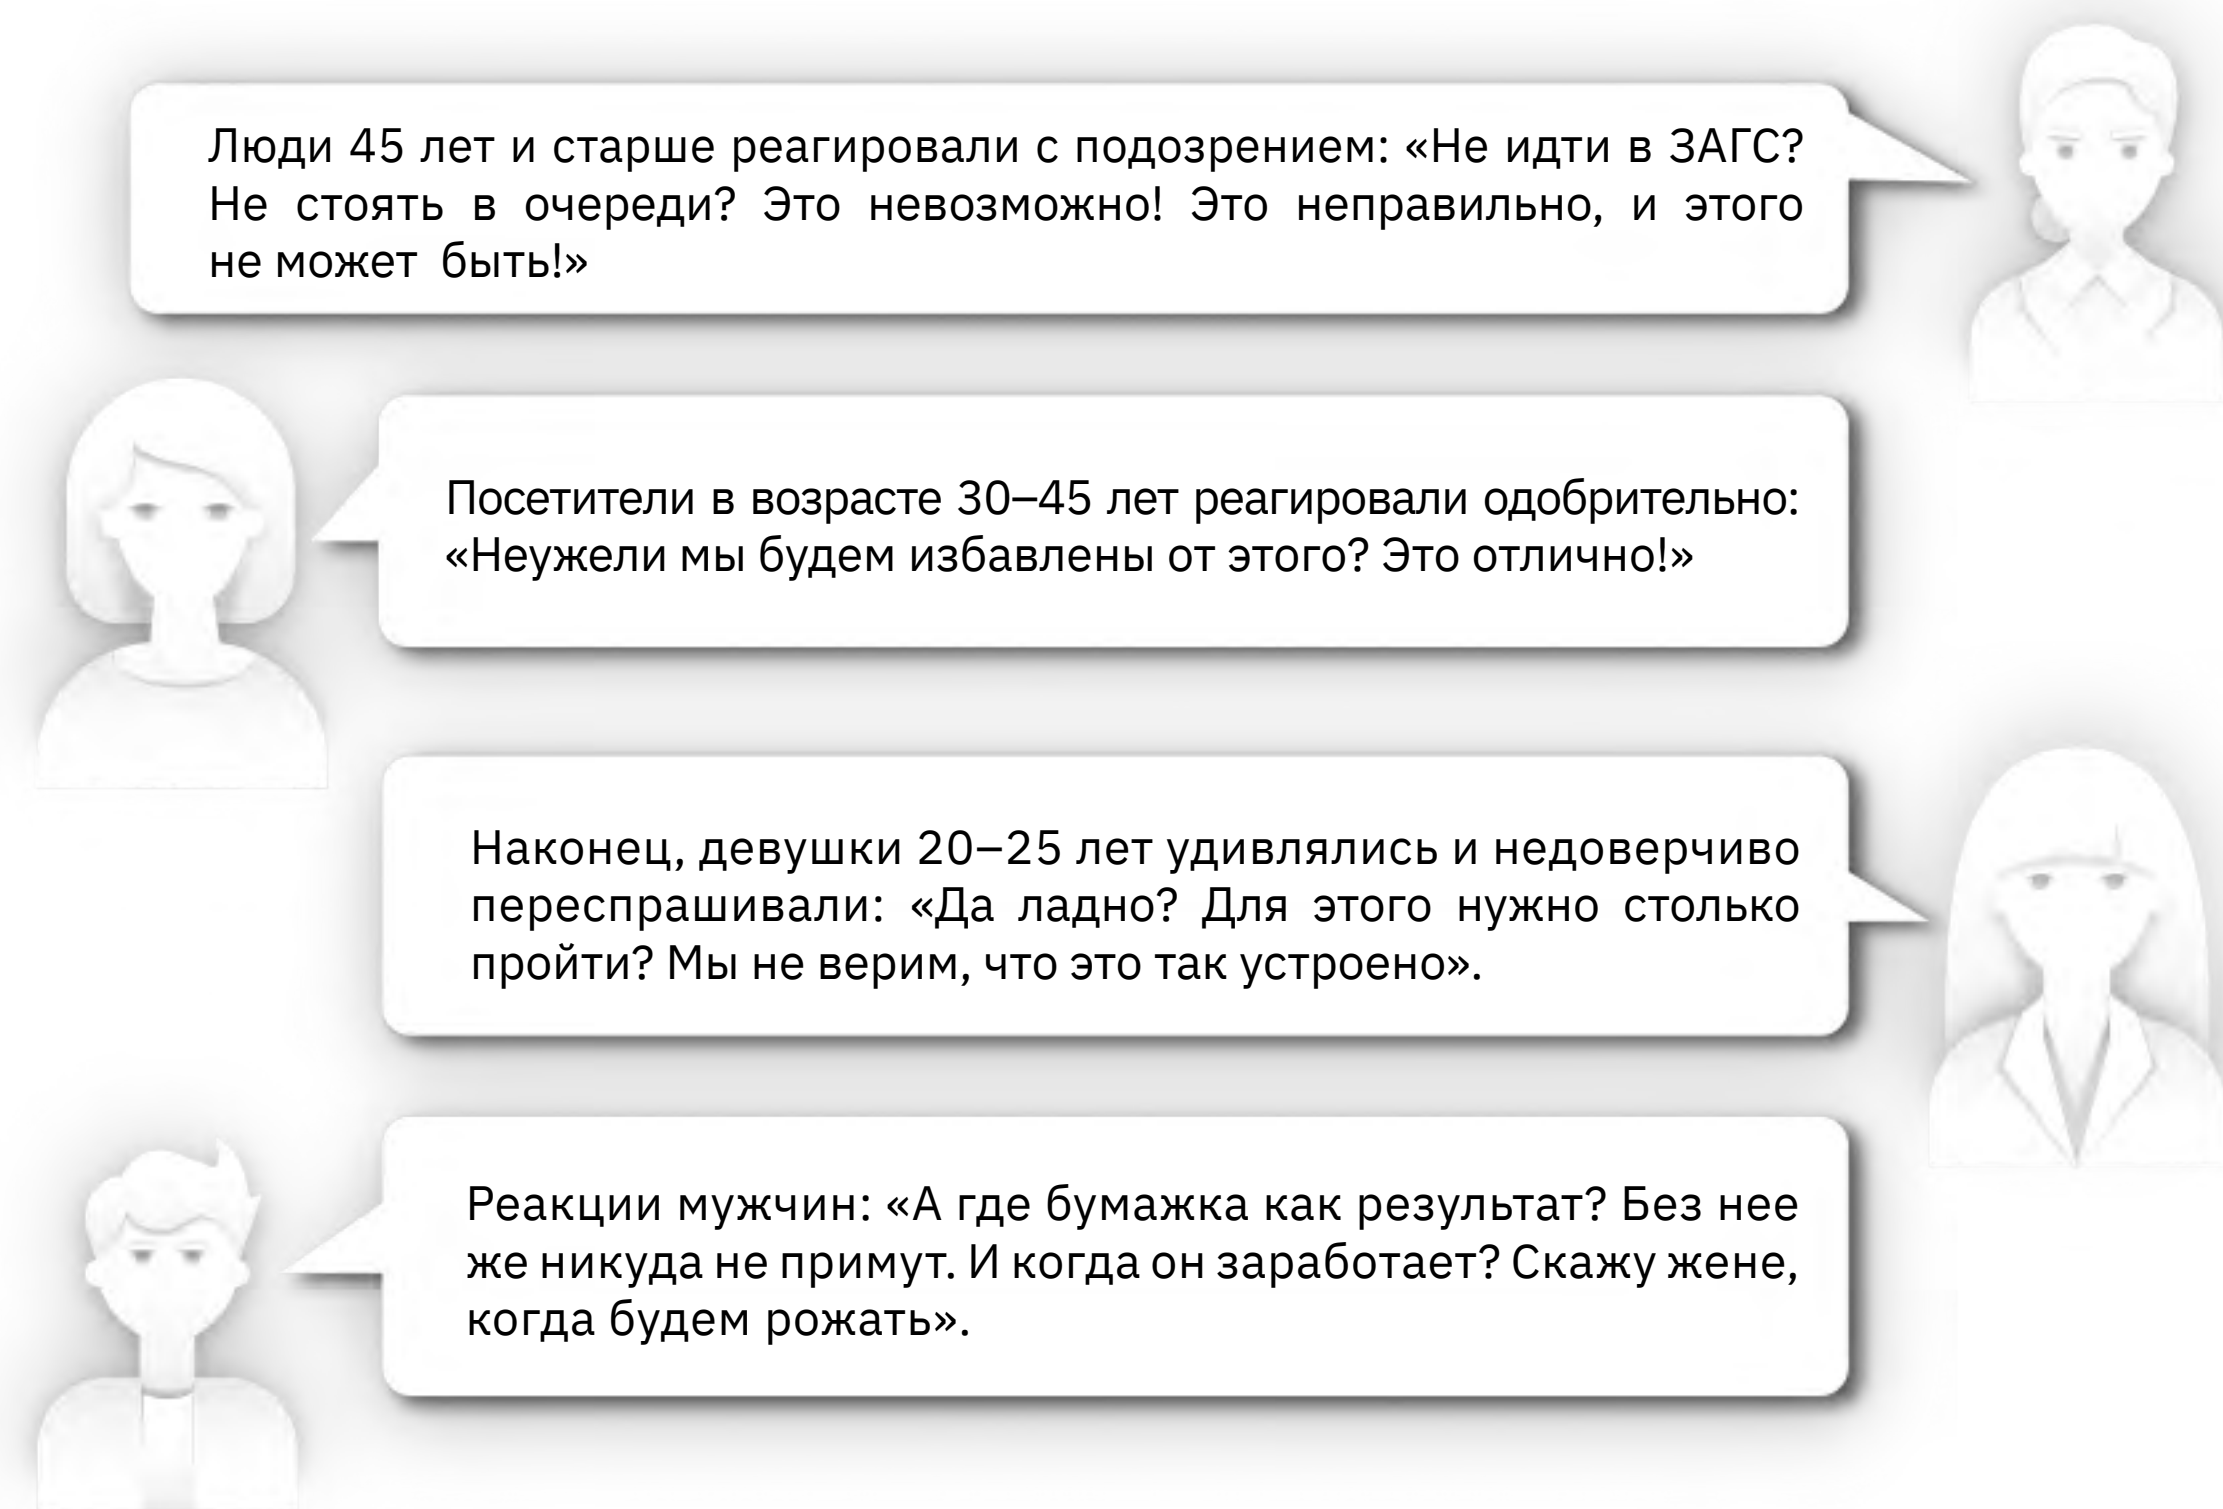 Люди 45 лет и старше реагировали с подозрением: «Не идти в ЗАГС?
Не стоять в очереди? Это невозможно! Это неправильно, и этого
не может быть!»
Посетители в возрасте 30–45 лет реагировали одобрительно:
«Неужели мы будем избавлены от этого? Это отлично!»
Наконец, девушки 20–25 лет удивлялись и недоверчиво
переспрашивали: «Да ладно? Для этого нужно столько
пройти? Мы не верим, что это так устроено».
Реакции мужчин: «А где бумажка как результат? Без нее
же никуда не примут. И когда он заработает? Скажу жене,
когда будем рожать».